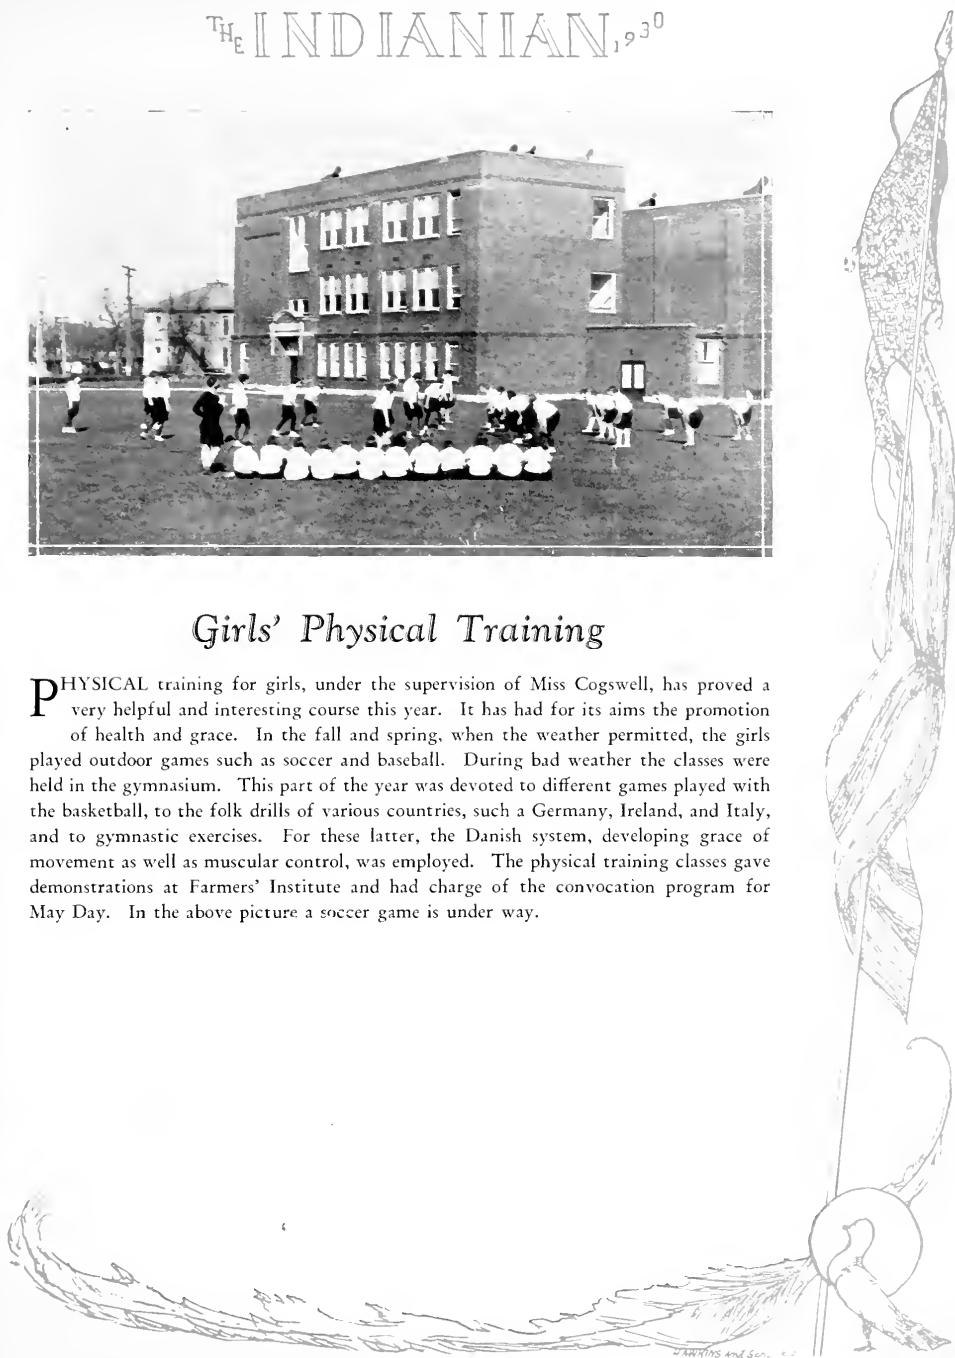 THE INDIANIAN 1930
Girls' Physical Training
PHYSICAL training for girls, under the supervision of Miss Cogswell, has proved a
very helpful and interesting course this year. It has had for its aims the promotion
of health and grace. In the fall and spring, when the weather permitted, the girls
played outdoor games such as soccer and baseball. During bad weather the classes were
held in the gymnasium. This part of the year was devoted to different games played with
the basketball, to the folk drills of various countries, such a Germany, Ireland, and Italy,
and to gymnastic exercises. For these latter, the Danish system, developing grace of
movement as well as muscular control, was employed. The physical training classes gave
demonstrations at Farmers' Institute and had charge of the convocation program for
May Day. In the above picture a soccer game is under way.
HAWKINS and